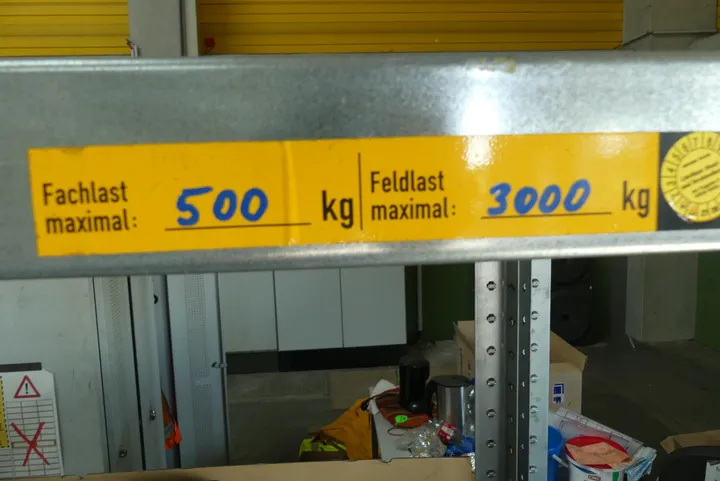 Fachlast
maximal: 500 kg
Feldlast
maximal: 3000 kg